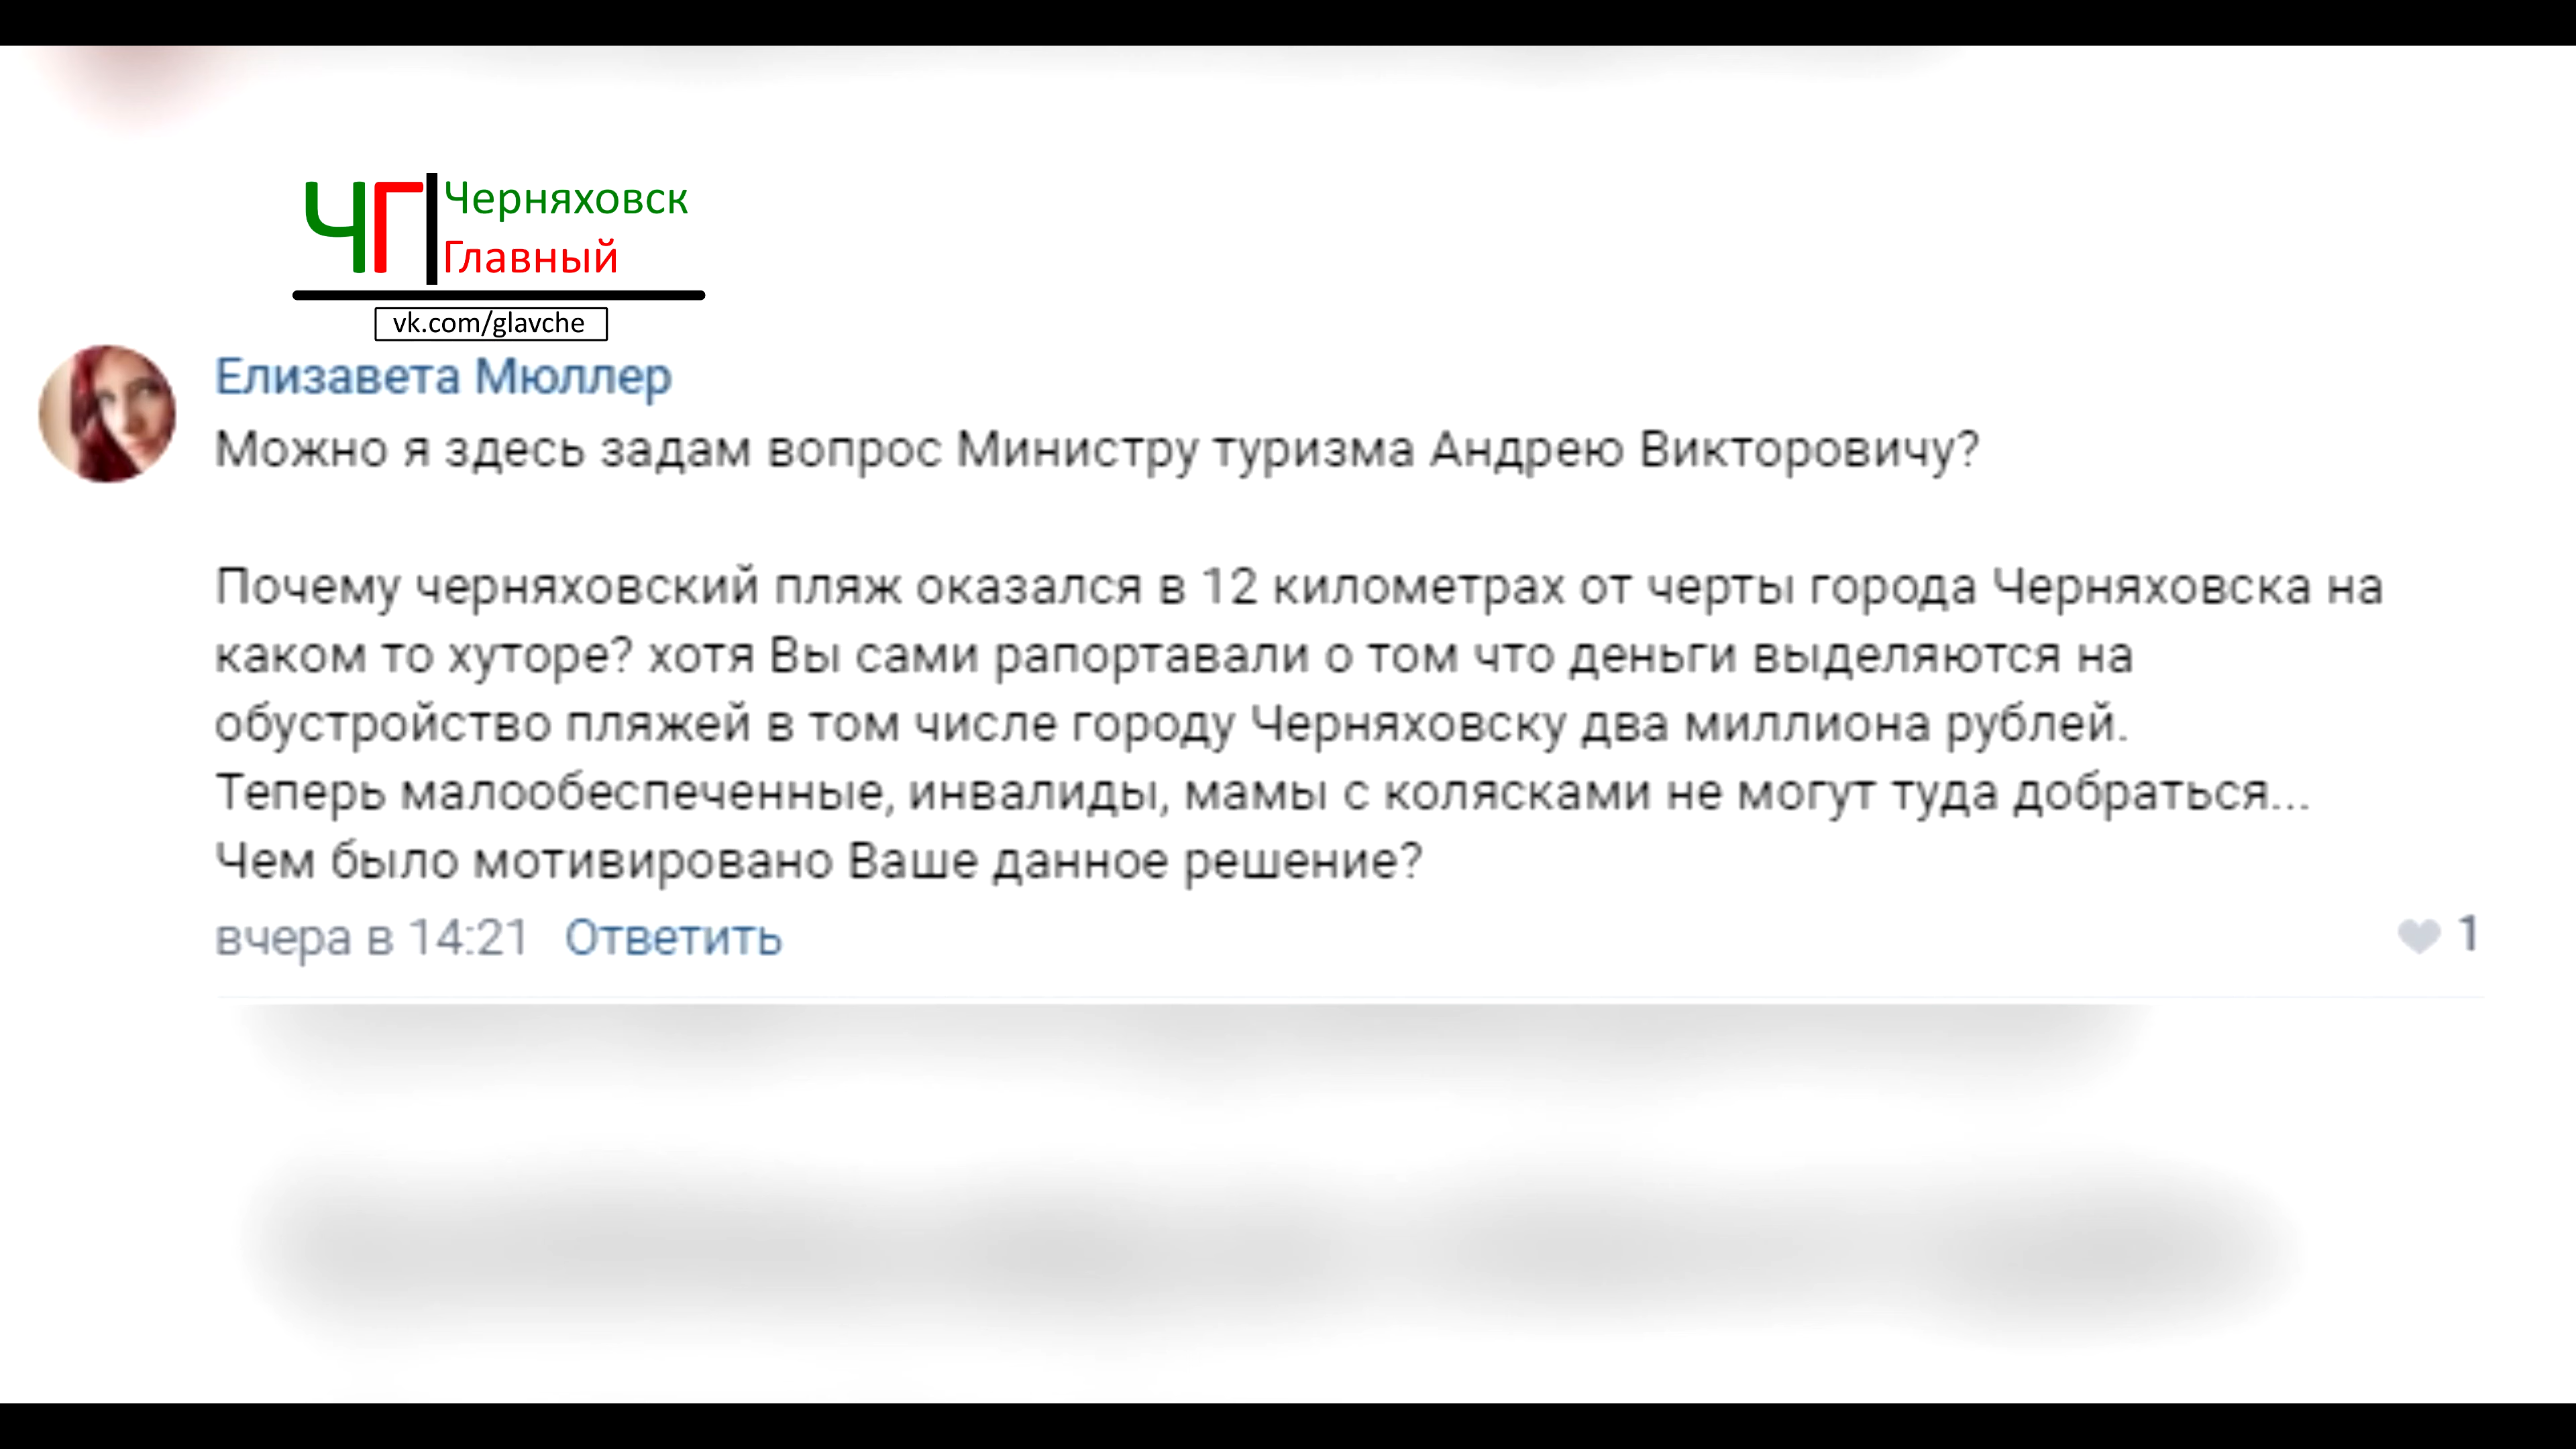 ЧГ
Черняховск
Главный
vk.com/glavche
Елизавета Мюллер
Можно я здесь задам вопрос Министру туризма Андрею Викторовичу?
Почему черняховский пляж оказался в 12 километрах от черты города Черняховска на
каком то хуторе? хотя Вы сами рапортавали о том что деньги выделяются на
обустройство пляжей в том числе городу Черняховску два миллиона рублей.
Теперь малообеспеченные, инвалиды, мамы с колясками не могут туда добраться...
Чем было мотивировано Ваше данное решение?
вчера в 14:21 Ответить 1